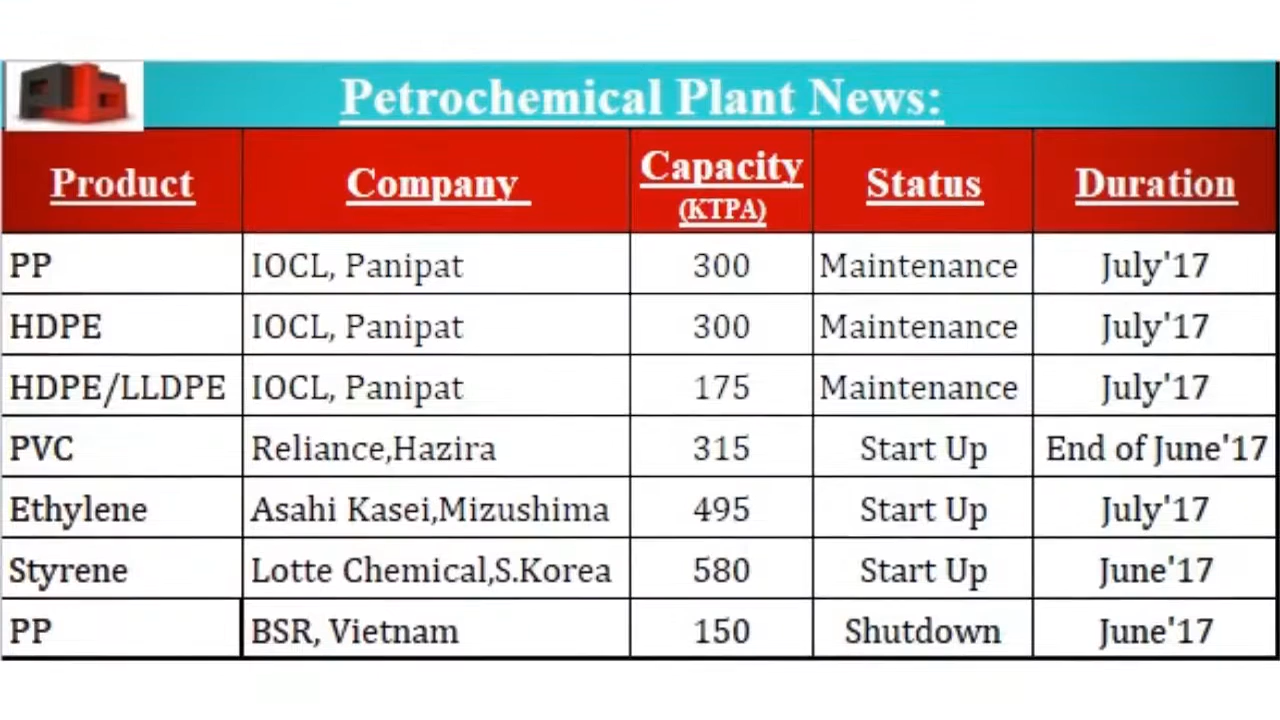 Petrochemical Plant News:
Product Company Capacity (KTPA) Status Duration
PP IOCL, Panipat 300 Maintenance July'17
HDPE IOCL, Panipat 300 Maintenance July'17
HDPE/LLDPE IOCL, Panipat 175 Maintenance July'17
PVC Reliance,Hazira 315 Start Up End of June'17
Ethylene Asahi Kasei,Mizushima 495 Start Up July'17
Styrene Lotte Chemical,S.Korea 580 Start Up June'17
PP BSR, Vietnam 150 Shutdown June'17